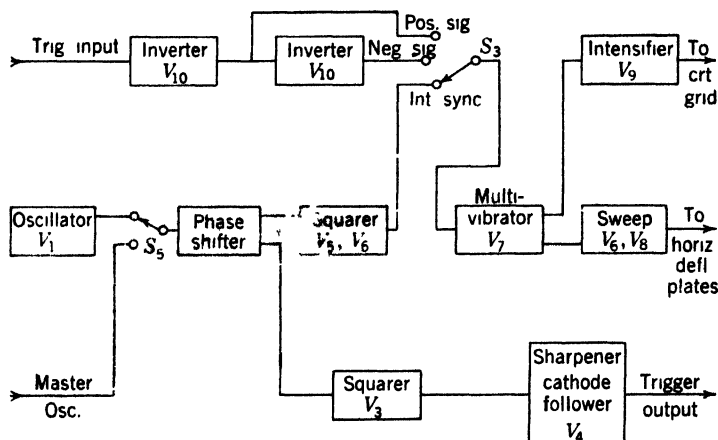 Trig input
Inverter
V10
Inverter
V10
Pos. sig
Neg sig
S3
Int sync
Intensifier
V9
To
crt
grid
Oscillator
V1
S5
Phase
shifter
Squarer
V5, V6
Multi-
vibrator
V7
Sweep
V6, V8
To
horiz
defl
plates
Master
Osc.
Squarer
V3
Sharpener
cathode
follower
V4
Trigger
output